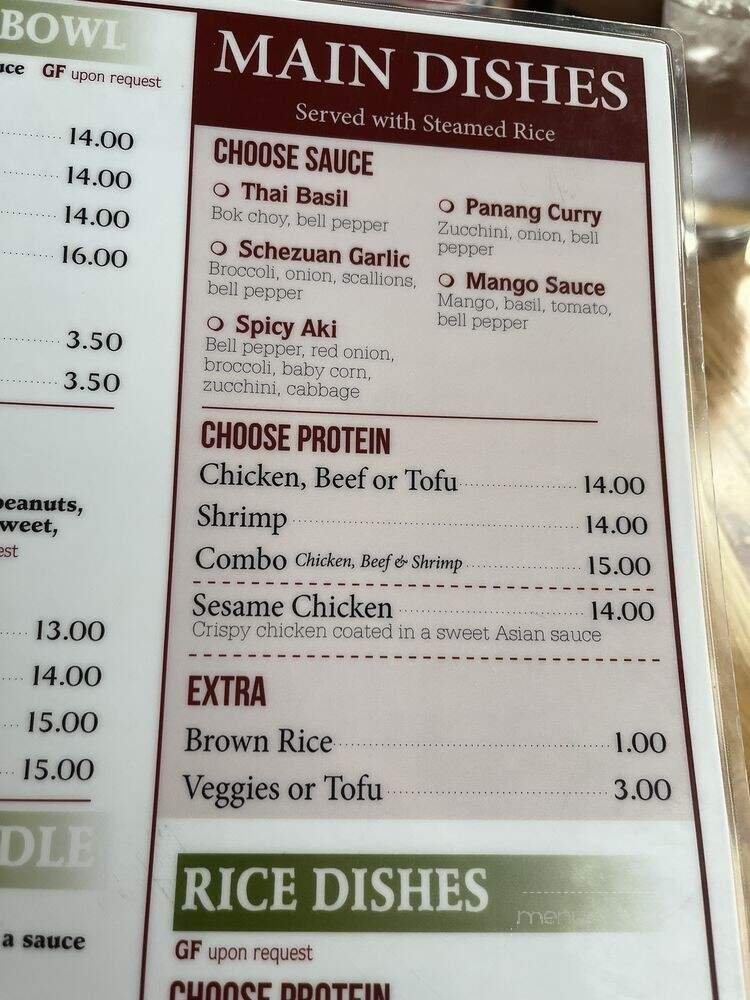 BOWL
GF upon request
14.00
14.00
14.00
16.00
3.50
3.50
peanuts,
sweet,
13.00
14.00
15.00
15.00
a sauce
MAIN DISHES
Served with Steamed Rice
CHOOSE SAUCE
Thai Basil
Bok choy, bell pepper
Schezuan Garlic
Broccoli, onion, scallions,
bell pepper
Spicy Aki
Bell pepper, red onion,
broccoli, baby corn,
zucchini, cabbage
Panang Curry
Zucchini, onion, bell
pepper
Mango Sauce
Mango, basil, tomato,
bell pepper
CHOOSE PROTEIN
Chicken, Beef or Tofu 14.00
Shrimp 14.00
Combo Chicken, Beef & Shrimp 15.00
Sesame Chicken 14.00
Crispy chicken coated in a sweet Asian sauce
EXTRA
Brown Rice 1.00
Veggies or Tofu 3.00
RICE DISHES
GF upon request
CHOOSE PROTEIN